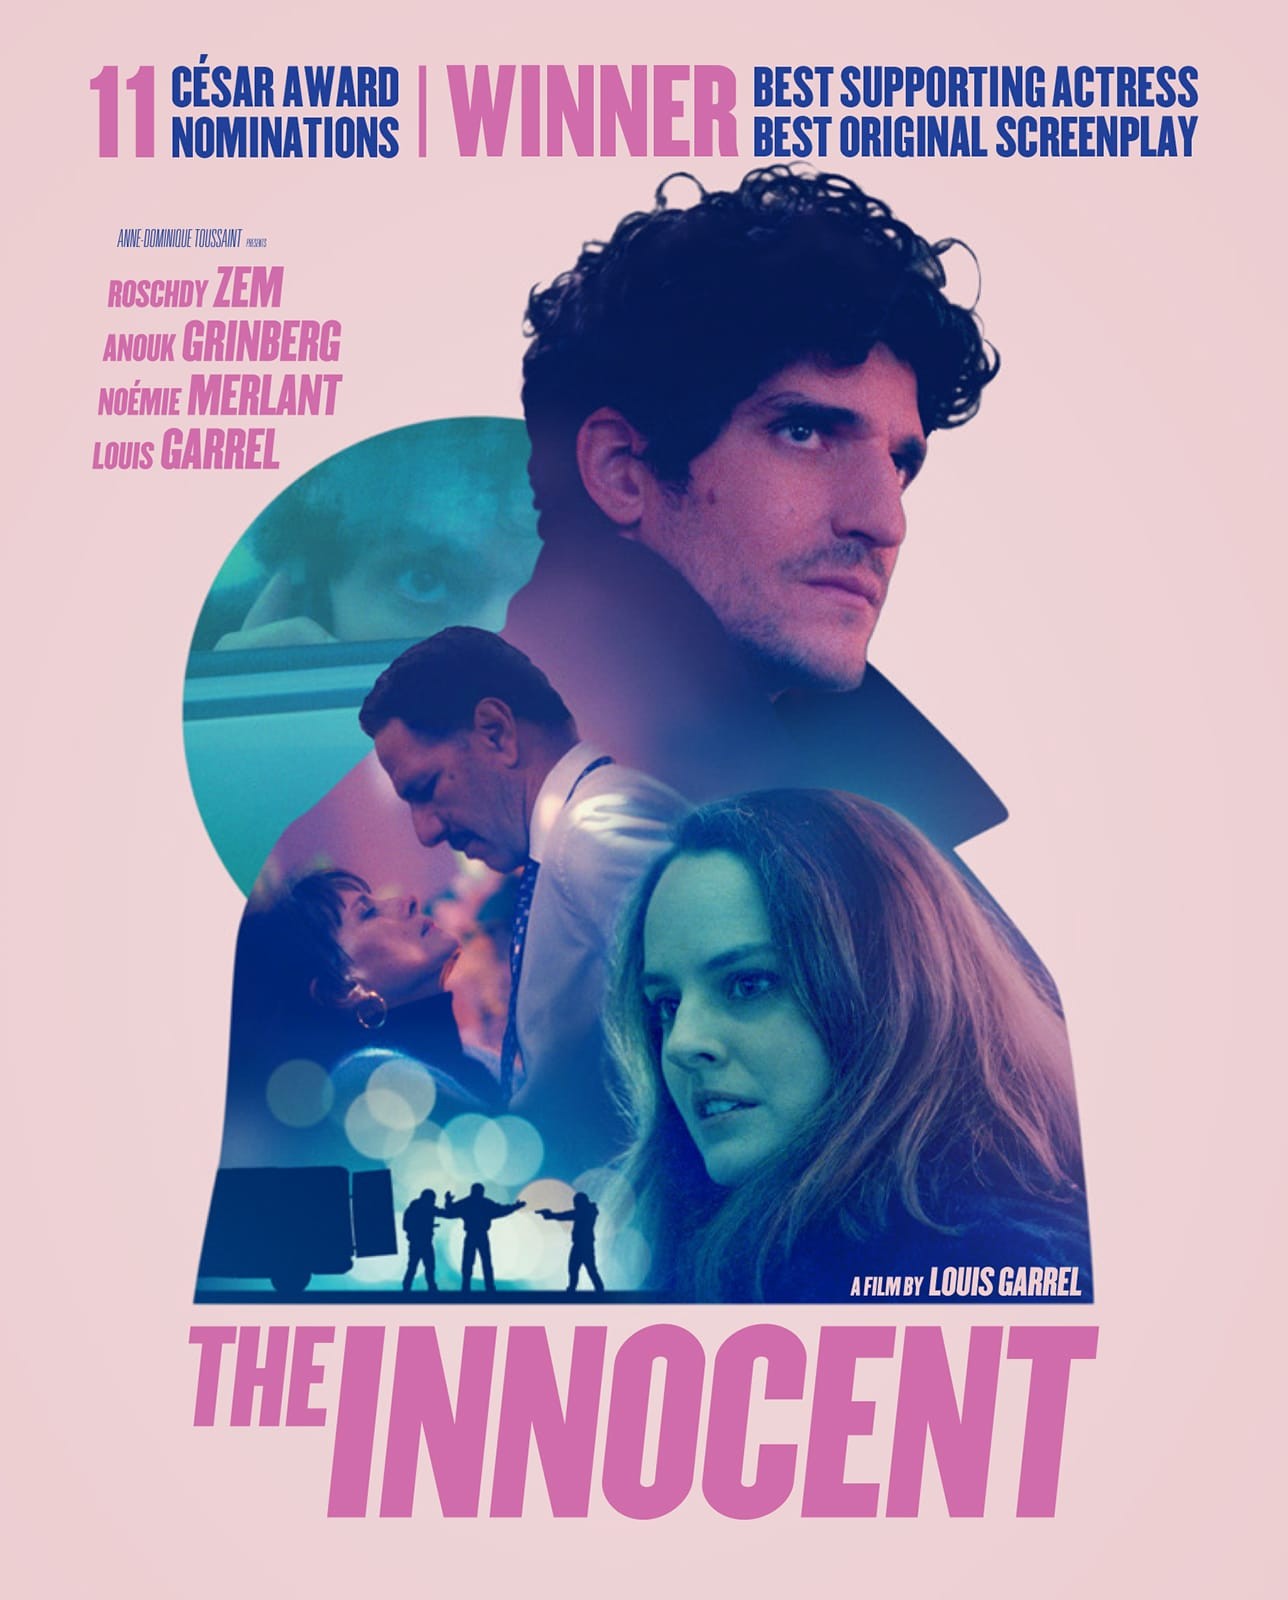 11 CÉSAR AWARD NOMINATIONS | WINNER BEST SUPPORTING ACTRESS
BEST ORIGINAL SCREENPLAY
ANNE-DOMINIQUE TOUSSAINT PRESENTS
ROSCHDY ZEM
ANOUK GRINBERG
NOÉMIE MERLANT
LOUIS GARREL
A FILM BY LOUIS GARREL
THE INNOCENT